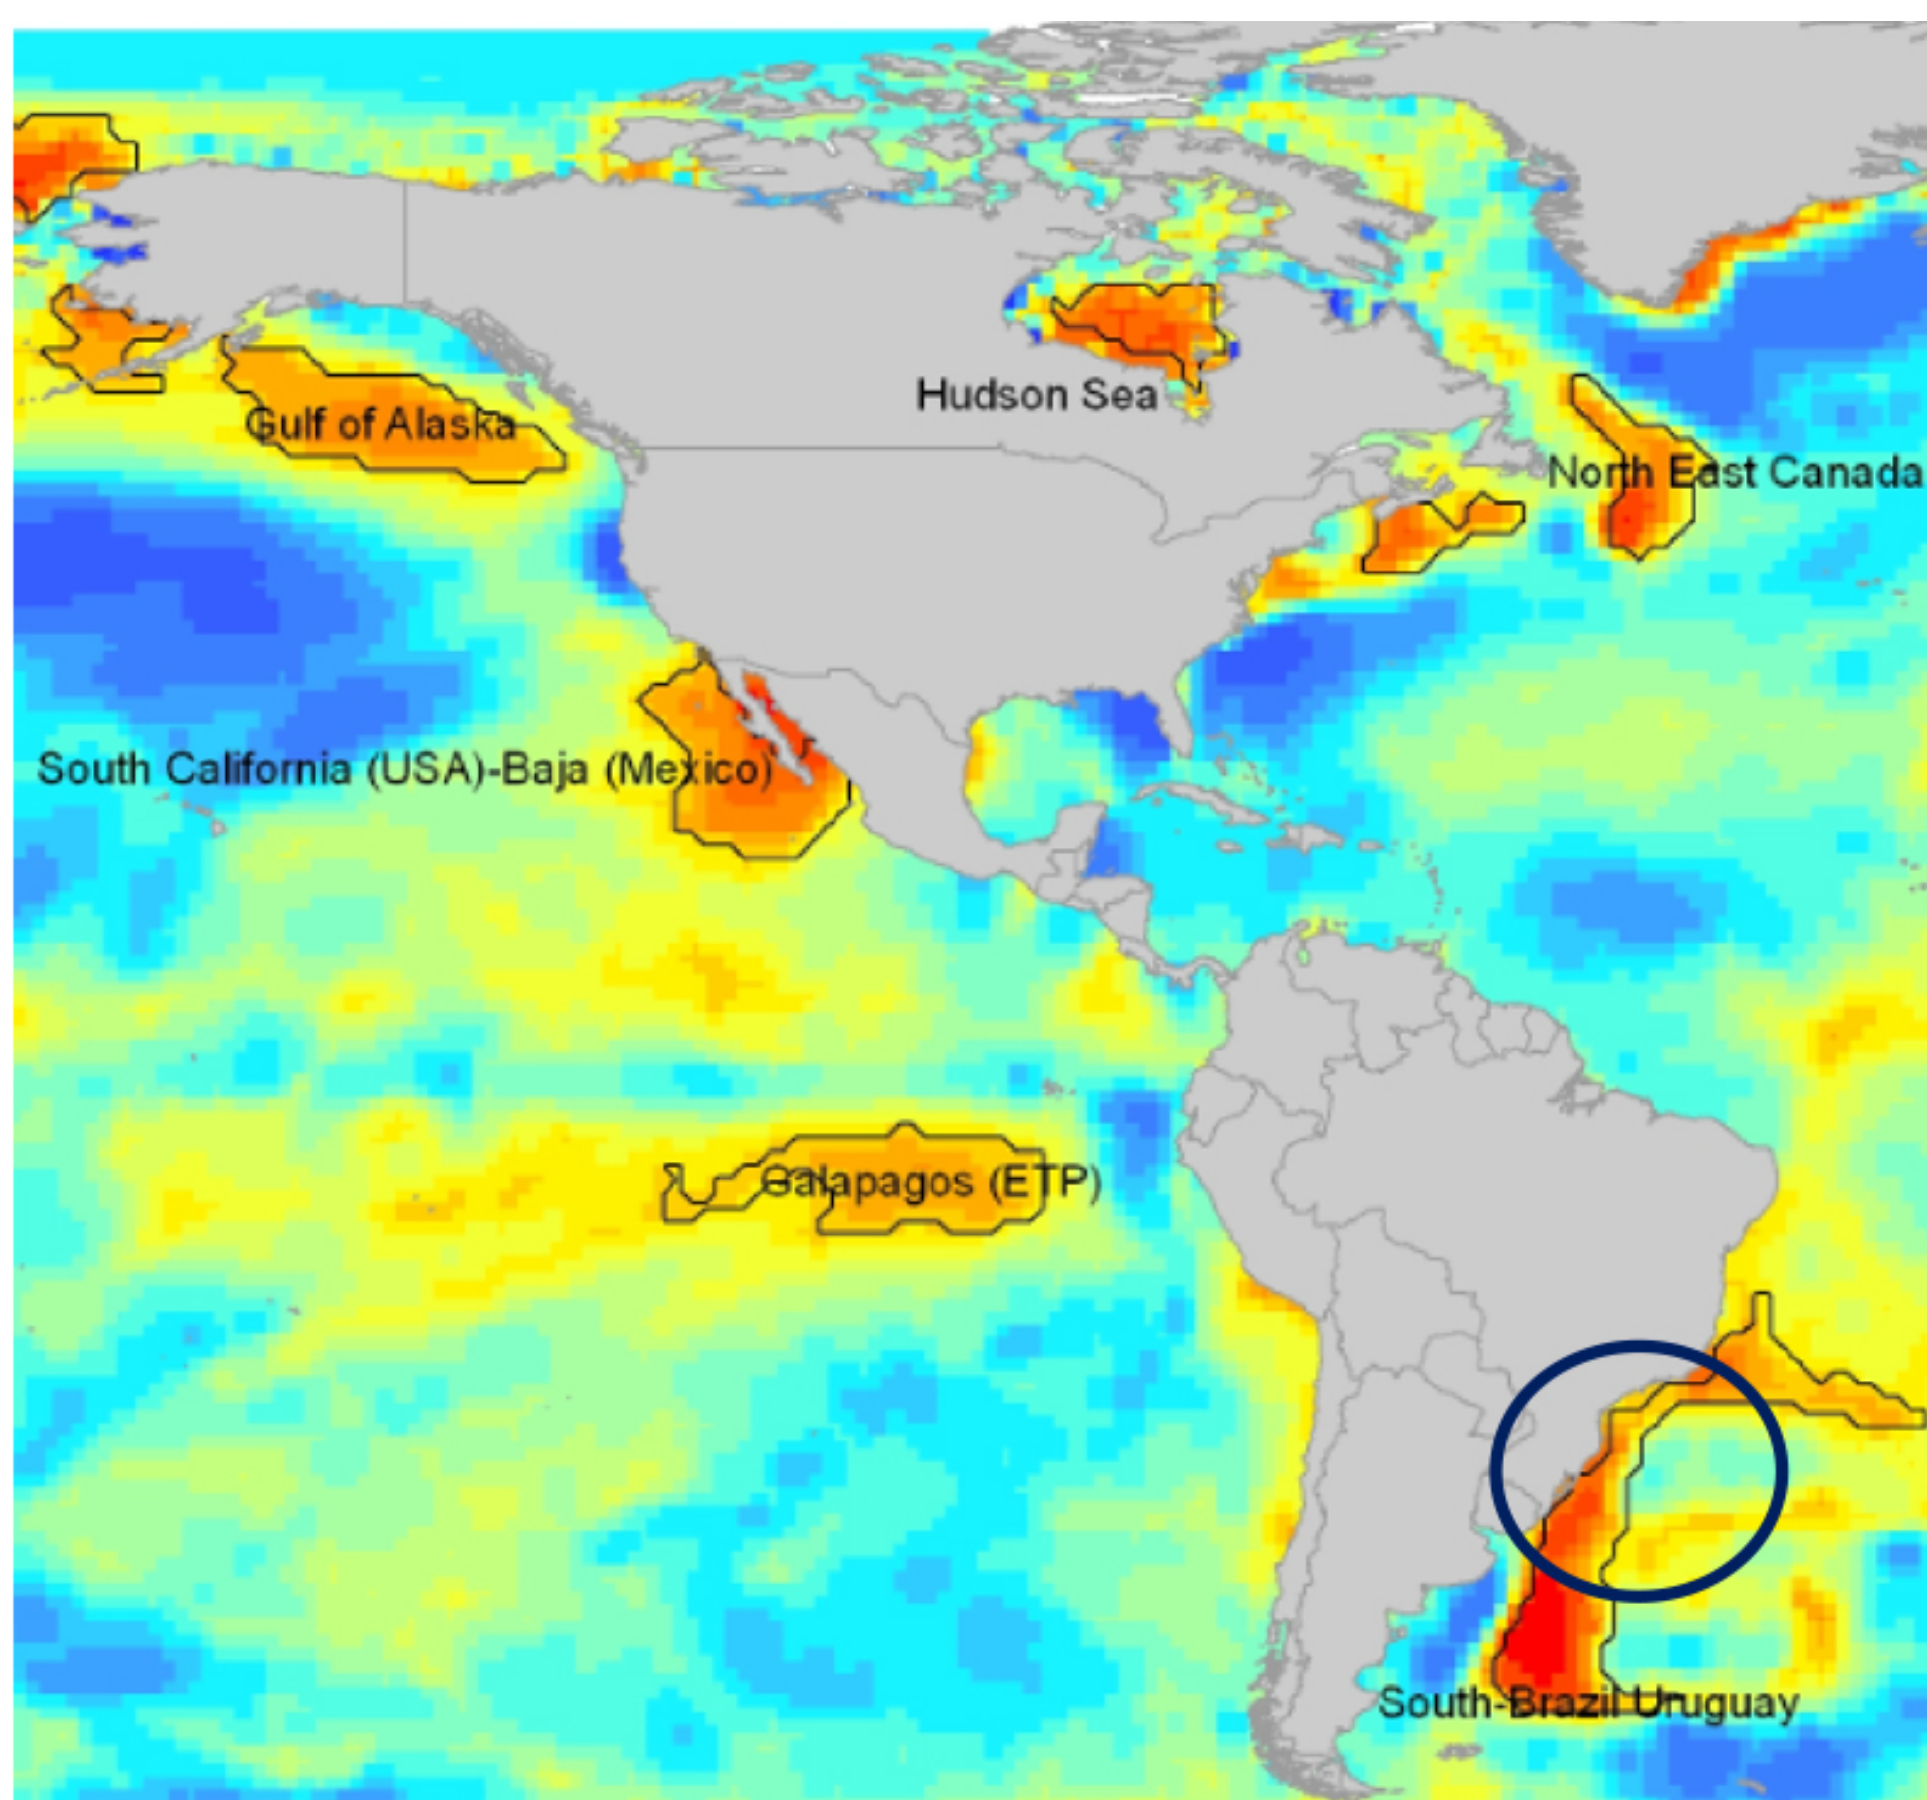 Hudson Sea
Gulf of Alaska
North East Canada
South California (USA)-Baja (Mexico)
Galapagos (ETP)
South-Brazil Uruguay